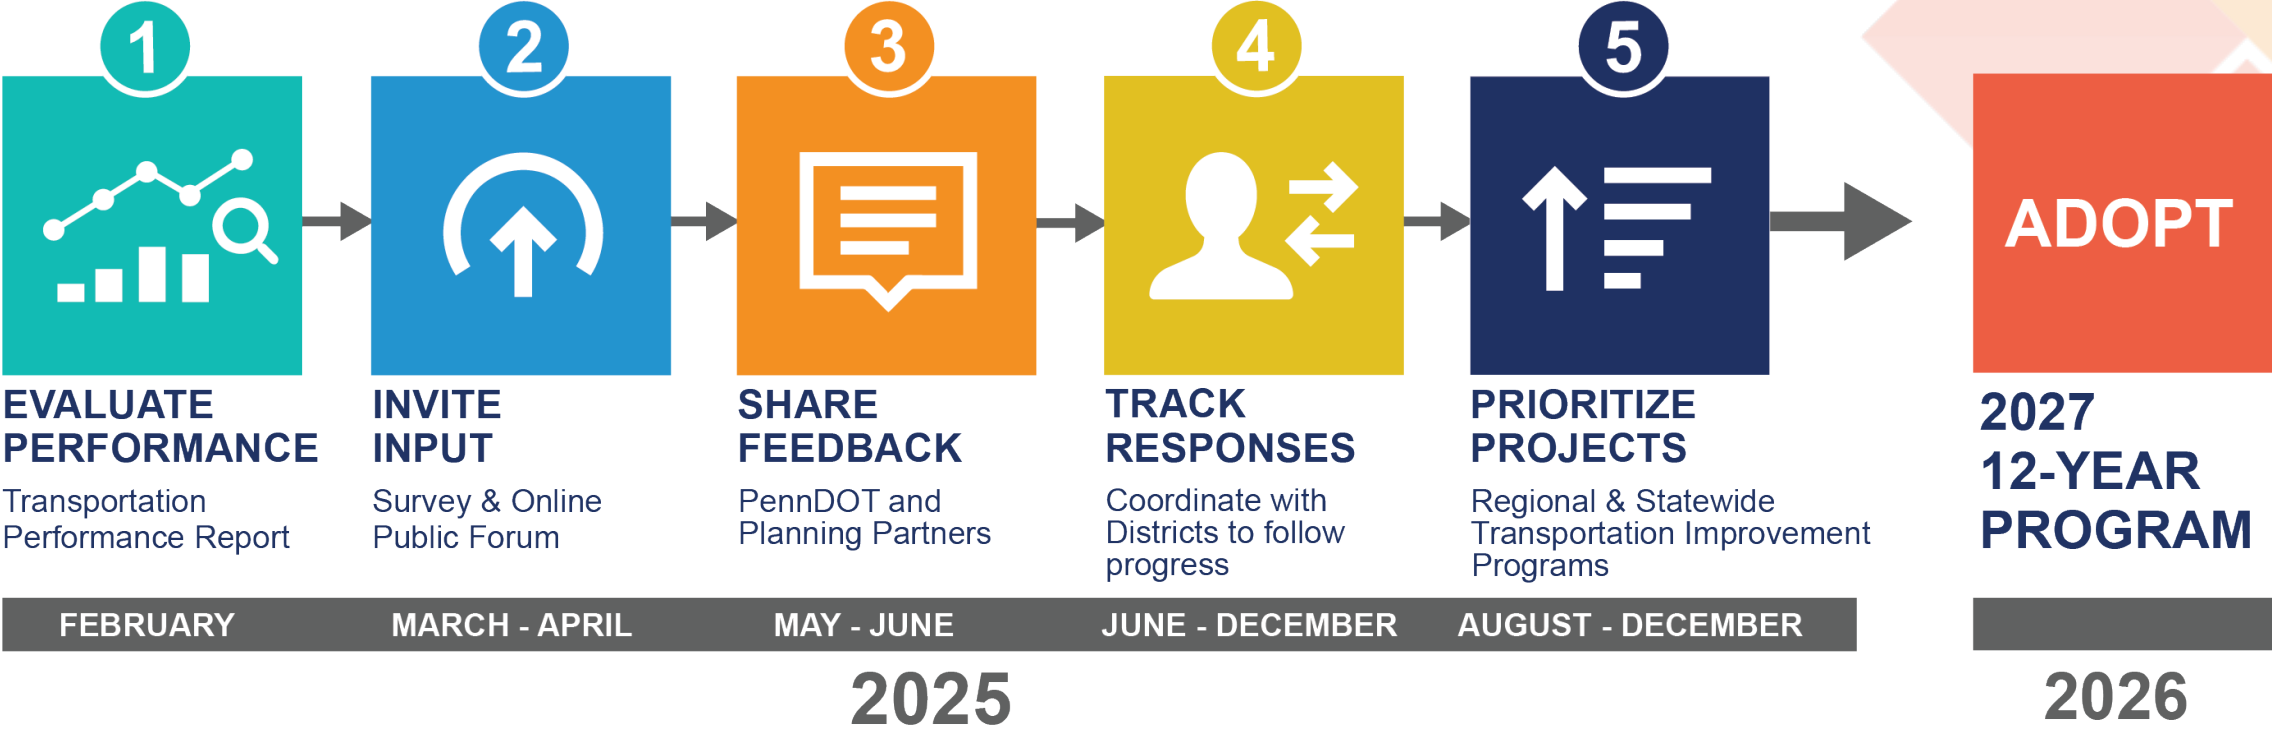 1
EVALUATE
PERFORMANCE
Transportation
Performance Report
FEBRUARY
2
INVITE
INPUT
Survey & Online
Public Forum
MARCH - APRIL
3
SHARE
FEEDBACK
PennDOT and
Planning Partners
MAY - JUNE
4
TRACK
RESPONSES
Coordinate with
Districts to follow
progress
JUNE - DECEMBER
5
PRIORITIZE
PROJECTS
Regional & Statewide
Transportation Improvement
Programs
AUGUST - DECEMBER
2025
ADOPT
2027
12-YEAR
PROGRAM
2026